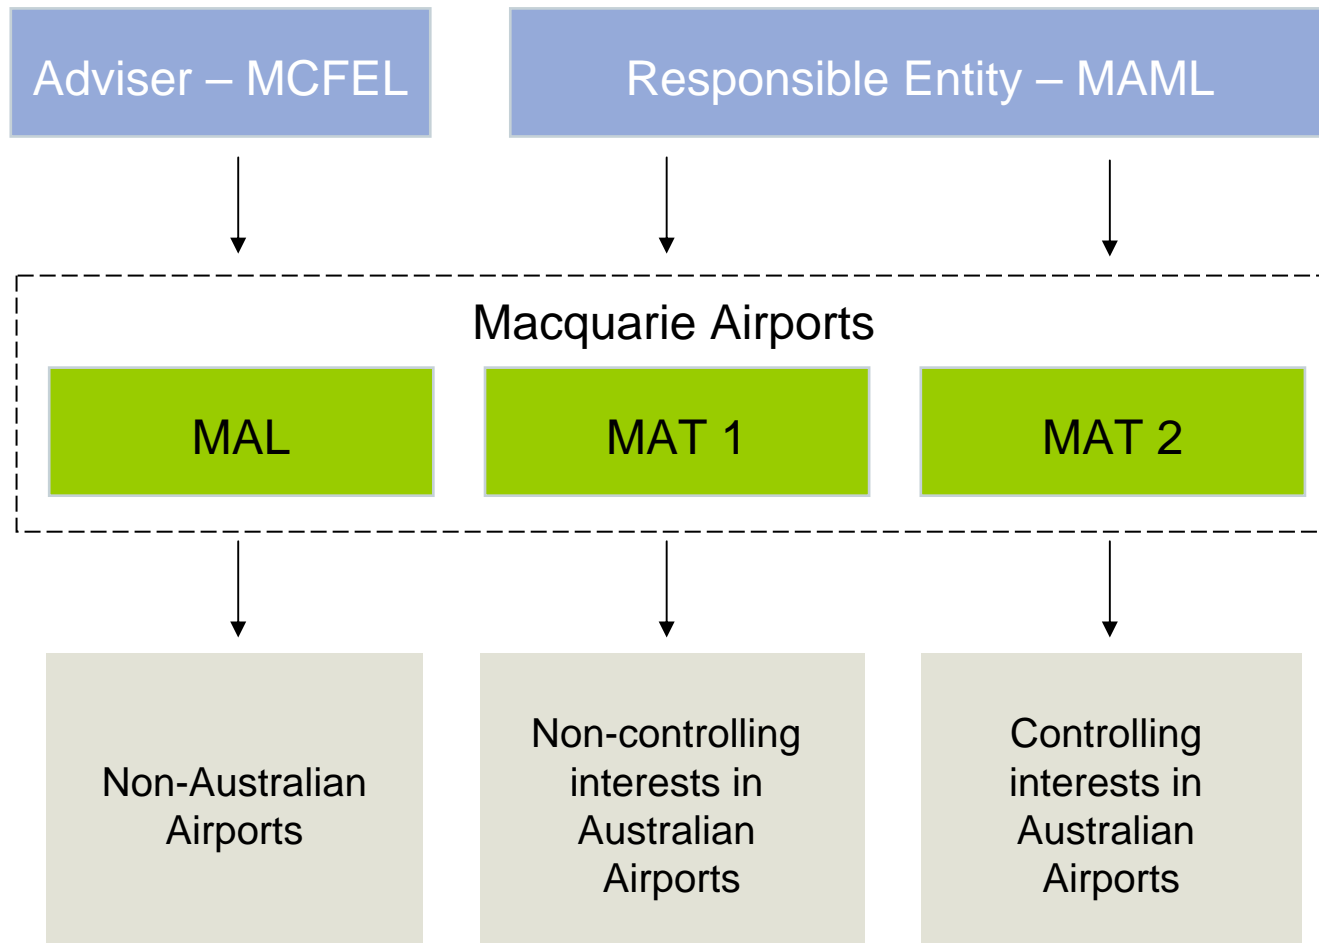 Adviser – MCFEL
Responsible Entity – MAML
Macquarie Airports
MAL
MAT 1
MAT 2
Non-Australian
Airports
Non-controlling
interests in
Australian
Airports
Controlling
interests in
Australian
Airports